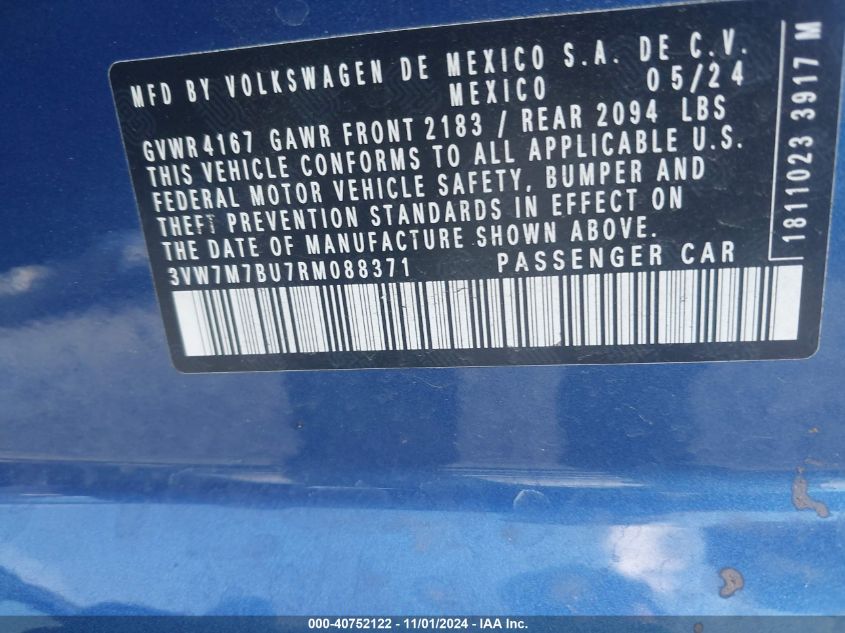 MFD BY VOLKSWAGEN DE MEXICO S.A. DE C.V.
MEXICO 05/24
GVWR 4167 GAWR FRONT 2183 / REAR 2094 LBS
THIS VEHICLE CONFORMS TO ALL APPLICABLE U.S.
FEDERAL MOTOR VEHICLE SAFETY, BUMPER AND
THEFT PREVENTION STANDARDS IN EFFECT ON
THE DATE OF MANUFACTURE SHOWN ABOVE.
3VW7M7BU7RM088371 PASSENGER CAR
1811023 3917 M
000-40752122 - 11/01/2024 - IAA Inc.